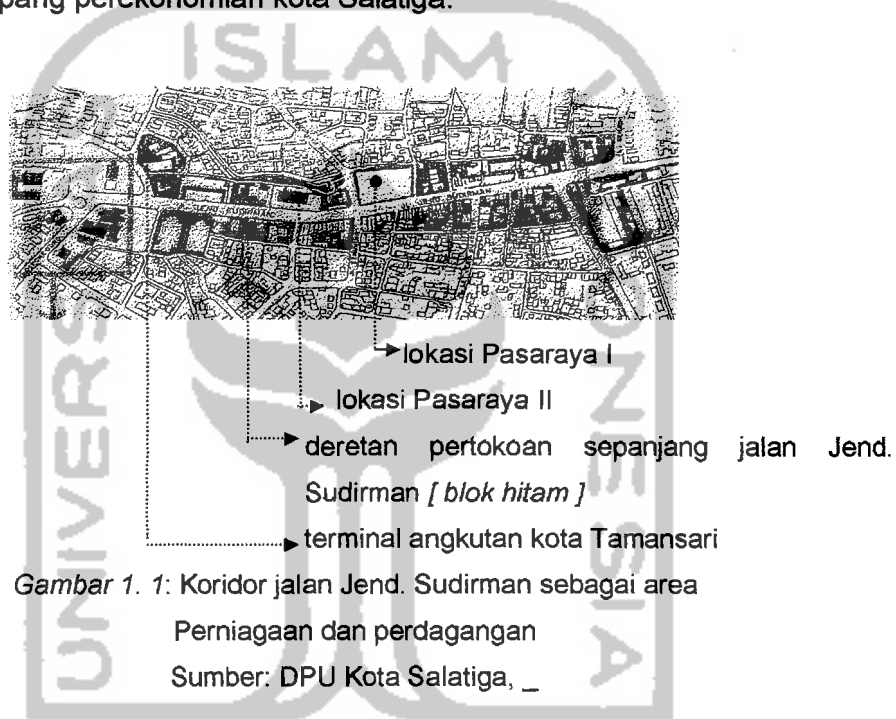 pang perekonomian kota Salatiga.
ISLAM
UNIVERS
ONESIA
lokasi Pasaraya I
lokasi Pasaraya II
deretan pertokoan sepanjang jalan Jend.
Sudirman [ blok hitam ]
terminal angkutan kota Tamansari
Gambar 1. 1: Koridor jalan Jend. Sudirman sebagai area
Perniagaan dan perdagangan
Sumber: DPU Kota Salatiga, _